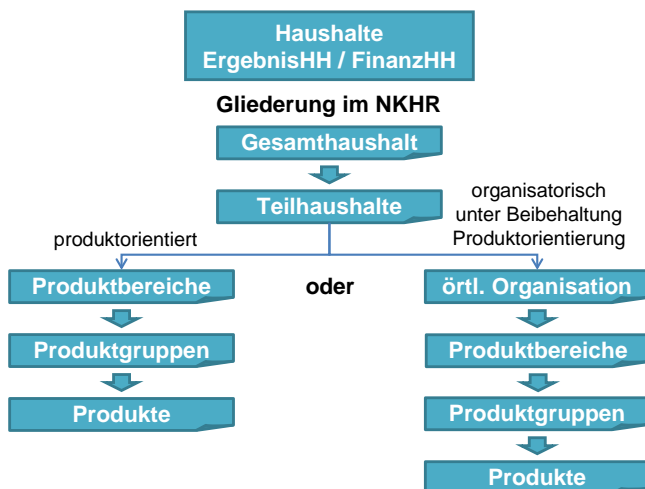 Haushalte
ErgebnisHH / FinanzHH
Gliederung im NKHR
Gesamthaushalt
Teilhaushalte
organisatorisch
unter Beibehaltung
Produktorientierung
produktorientiert
Produktbereiche
oder
örtl. Organisation
Produktgruppen
Produktbereiche
Produkte
Produktgruppen
Produkte